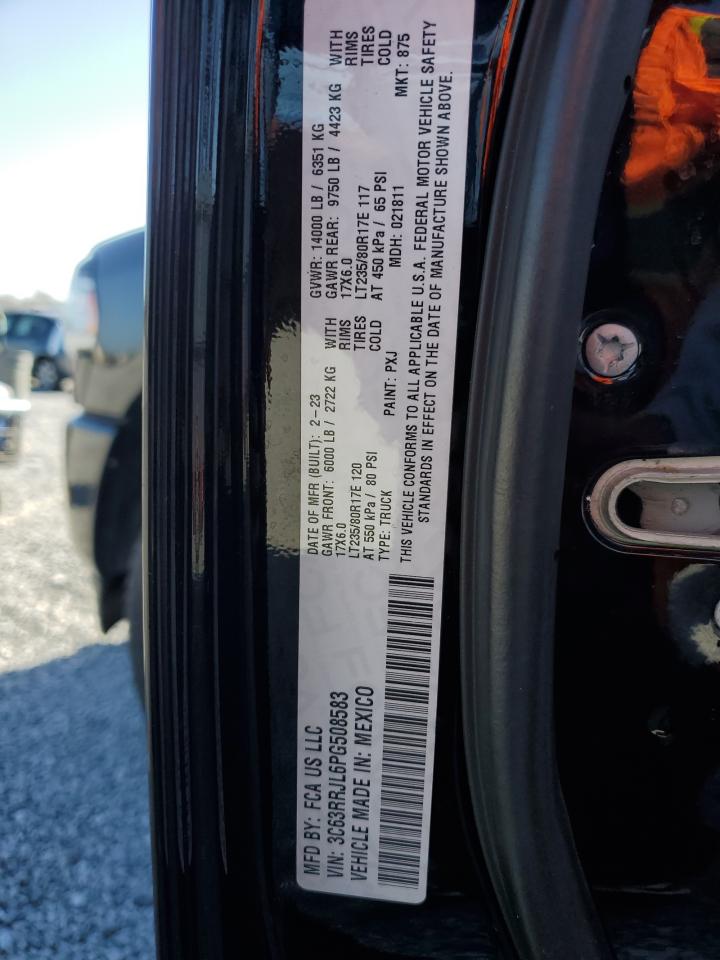 MFD BY: FCA US LLC
VIN: 3C63RRJL6PG508583
VEHICLE MADE IN: MEXICO
DATE OF MFR (BUILT): 2-23 GVWR: 14000 LB / 6351 KG
GAWR FRONT: 6000 LB / 2722 KG WITH GAWR REAR: 9750 LB / 4423 KG WITH
17X6.0 RIMS 17X6.0 RIMS
LT235/80R17E 120 TIRES LT235/80R17E 117 TIRES
AT 550 kPa / 80 PSI COLD AT 450 kPa / 65 PSI COLD
TYPE: TRUCK PAINT: PXJ MDH: 021811 MKT: 875
THIS VEHICLE CONFORMS TO ALL APPLICABLE U.S.A. FEDERAL MOTOR VEHICLE SAFETY
STANDARDS IN EFFECT ON THE DATE OF MANUFACTURE SHOWN ABOVE.